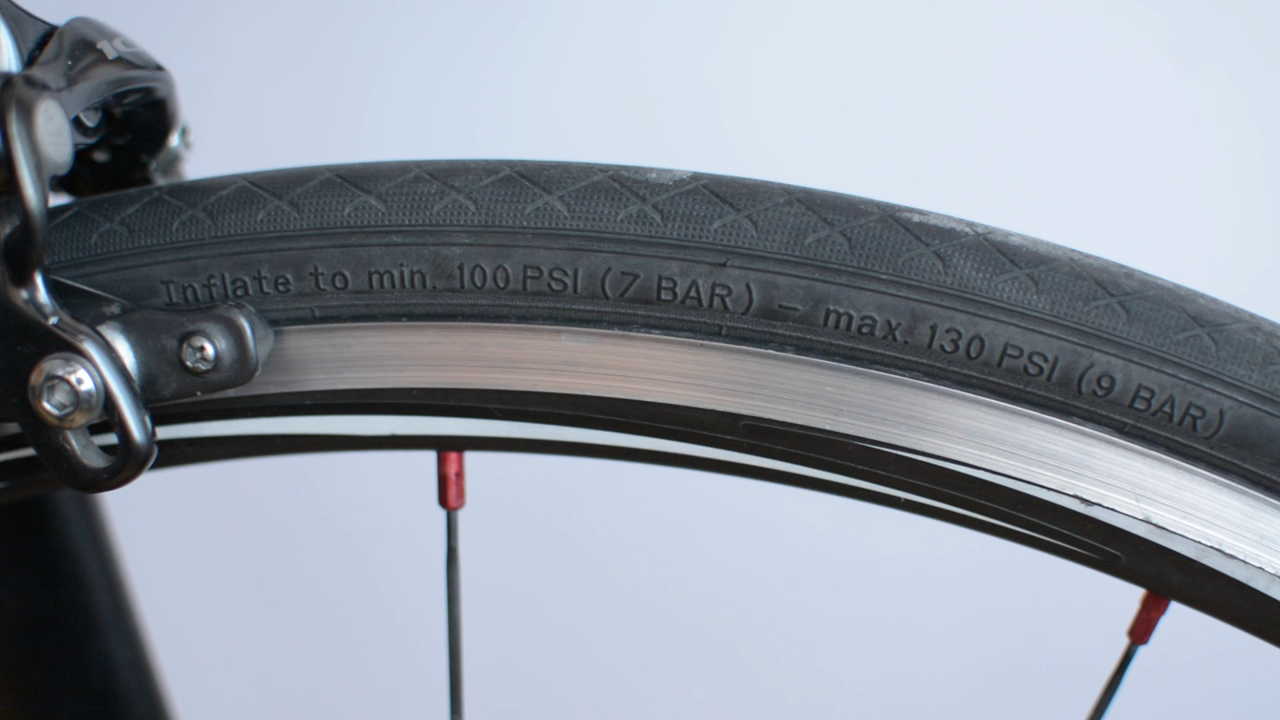 Inflate to min. 100 PSI (7 BAR) – max. 130 PSI (9 BAR)